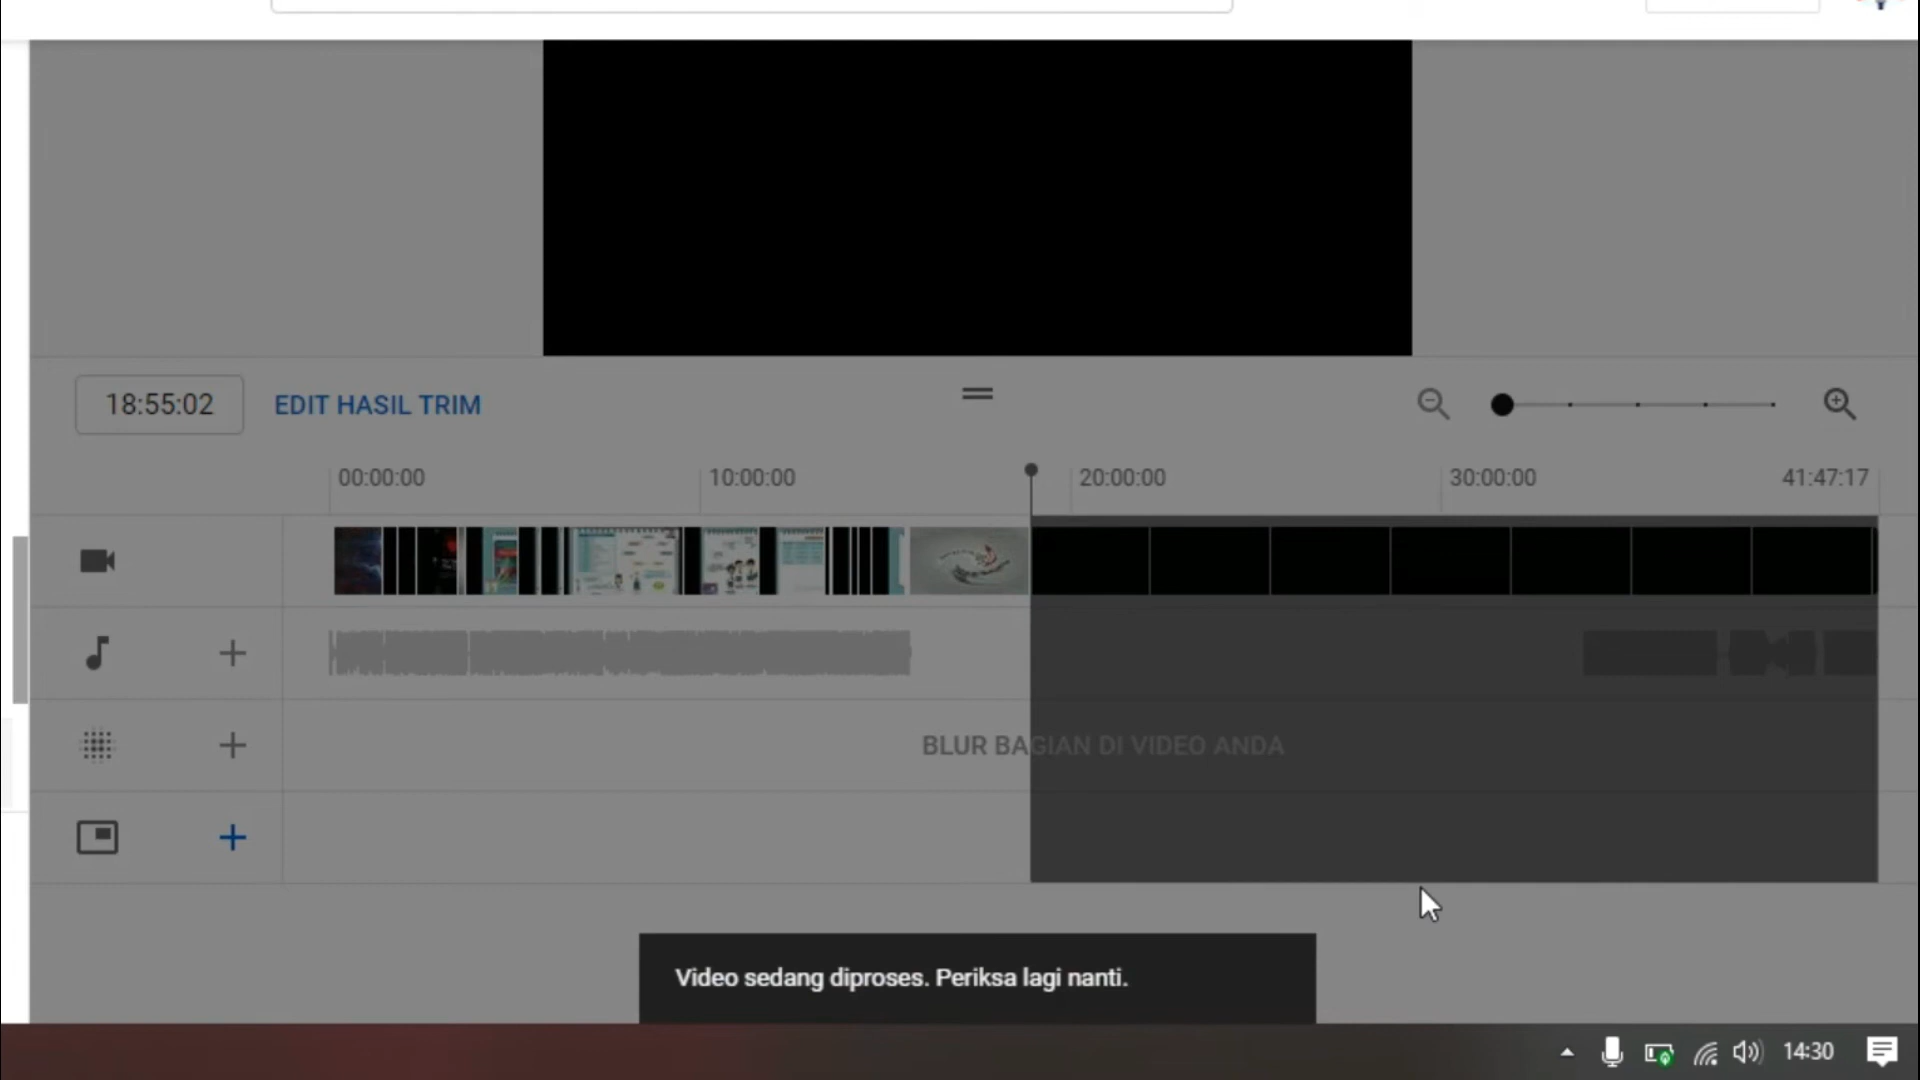 18:55:02 EDIT HASIL TRIM
00:00:00 10:00:00 20:00:00 30:00:00 41:47:17
BLUR BAGIAN DI VIDEO ANDA
Video sedang diproses. Periksa lagi nanti.
14:30